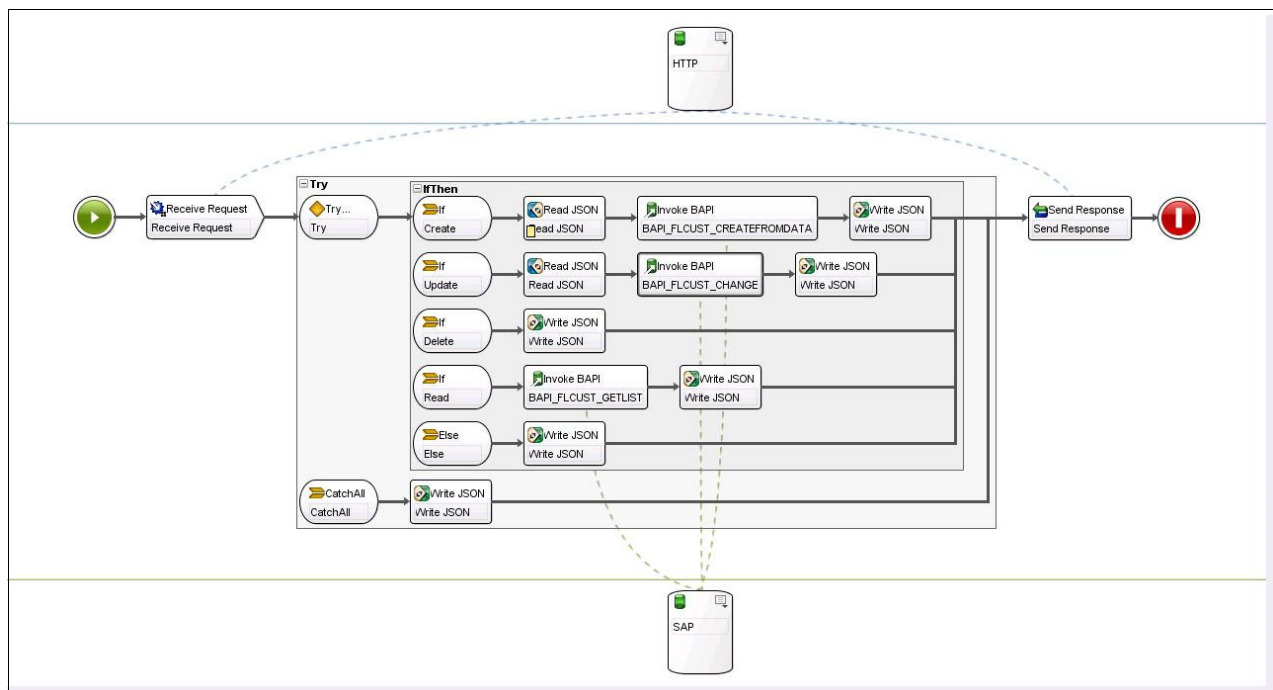 HTTP
Receive Request
Receive Request
Try
Try...
Try
IfThen
If
Create
Read JSON
ead JSON
Invoke BAPI
BAPI_FLCUST_CREATEFROMDATA
Write JSON
Write JSON
Send Response
Send Response
If
Update
Read JSON
Read JSON
Invoke BAPI
BAPI_FLCUST_CHANGE
Write JSON
Write JSON
If
Delete
Write JSON
Write JSON
If
Read
Invoke BAPI
BAPI_FLCUST_GETLIST
Write JSON
Write JSON
Else
Else
Write JSON
Write JSON
CatchAll
CatchAll
Write JSON
Write JSON
SAP